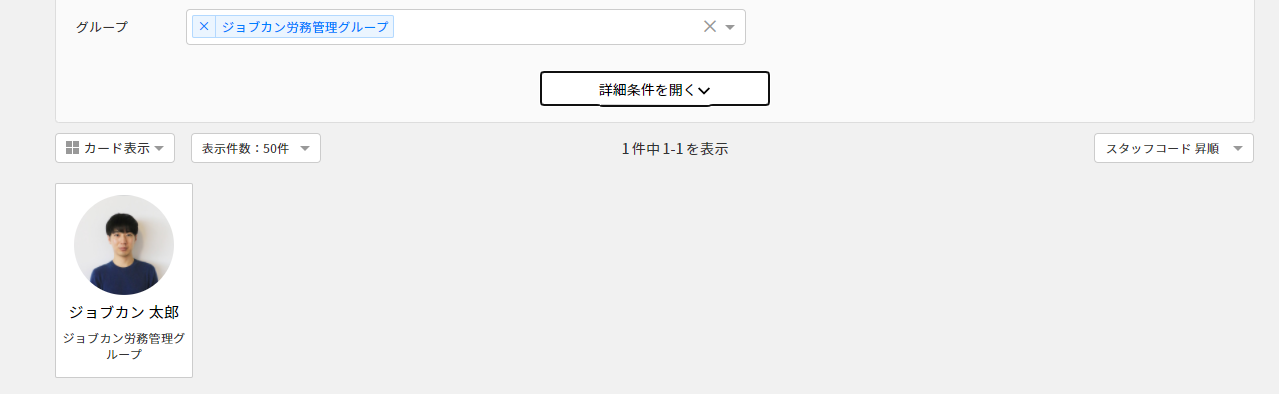 グループ
× ジョブカン労務管理グループ
詳細条件を開く
カード表示
表示件数：50件
1 件中 1-1 を表示
スタッフコード 昇順
ジョブカン 太郎
ジョブカン労務管理グ
ループ